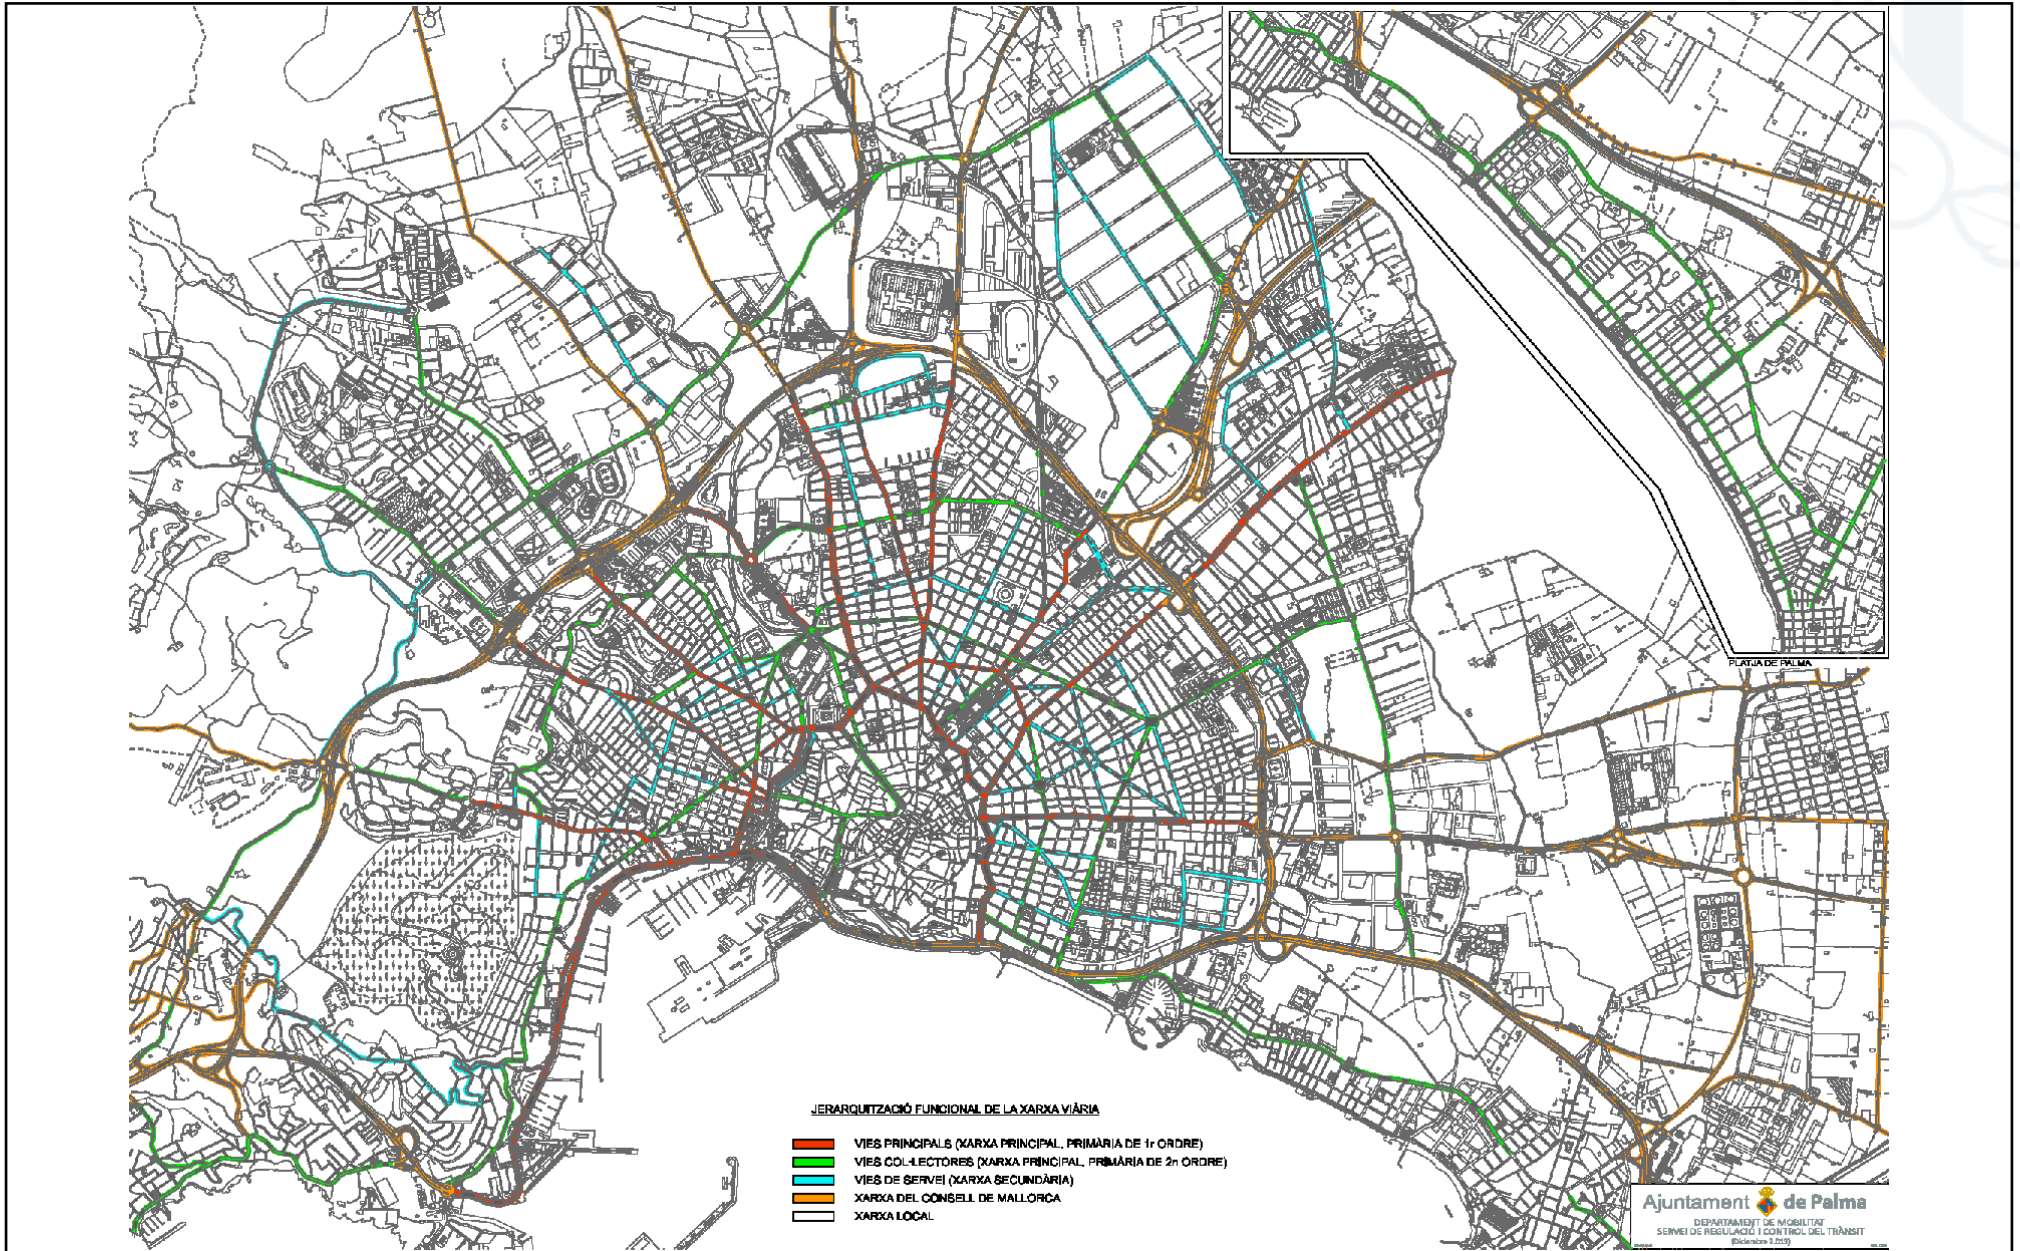 PLATJA DE PALMA
JERARQUITZACIÓ FUNCIONAL DE LA XARXA VIÀRIA
VIES PRINCIPALS (XARXA PRINCIPAL, PRIMÀRIA DE 1r ORDRE)
VIES COL·LECTORES (XARXA PRINCIPAL, PRIMÀRIA DE 2n ORDRE)
VIES DE SERVEI (XARXA SECUNDÀRIA)
XARXA DEL CONSELL DE MALLORCA
XARXA LOCAL
Ajuntament de Palma
DEPARTAMENT DE MOBILITAT
SERVEI DE REGULACIÓ I CONTROL DEL TRÀNSIT